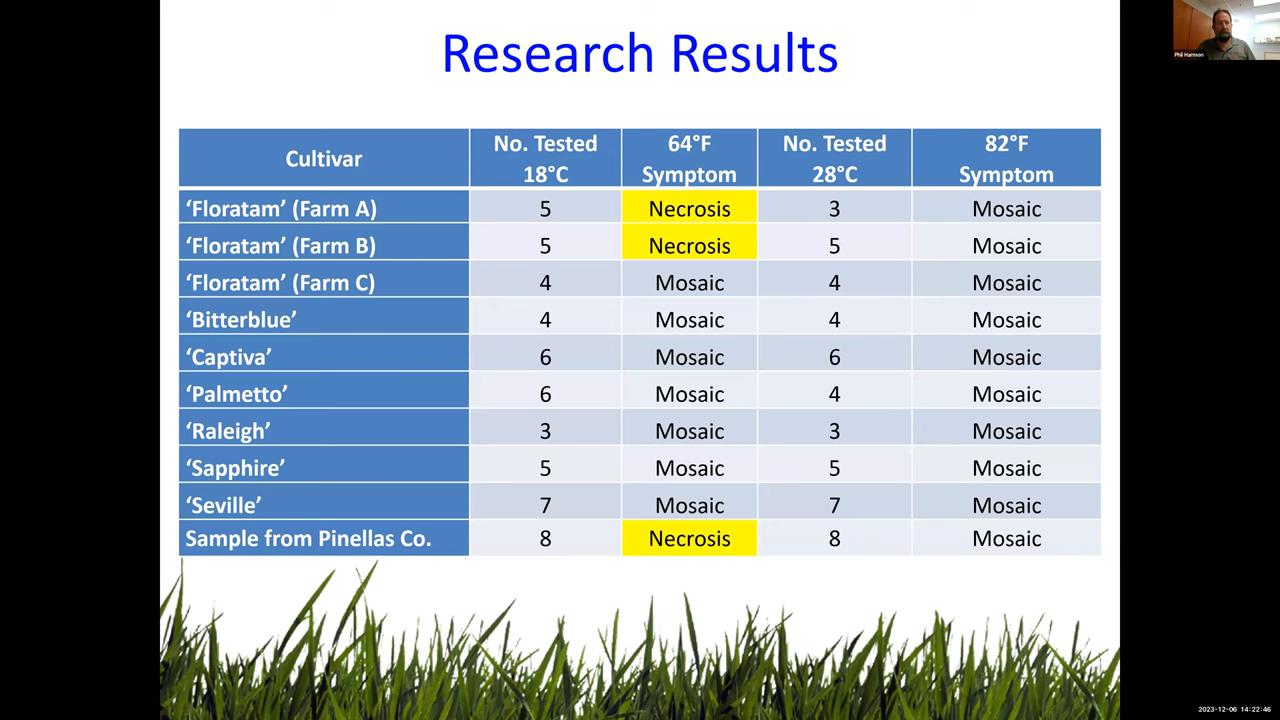 Research Results
Phil Harmon
Cultivar No. Tested 18°C 64°F Symptom No. Tested 28°C 82°F Symptom
‘Floratam’ (Farm A) 5 Necrosis 3 Mosaic
‘Floratam’ (Farm B) 5 Necrosis 5 Mosaic
‘Floratam’ (Farm C) 4 Mosaic 4 Mosaic
‘Bitterblue’ 4 Mosaic 4 Mosaic
‘Captiva’ 6 Mosaic 6 Mosaic
‘Palmetto’ 6 Mosaic 4 Mosaic
‘Raleigh’ 3 Mosaic 3 Mosaic
‘Sapphire’ 5 Mosaic 5 Mosaic
‘Seville’ 7 Mosaic 7 Mosaic
Sample from Pinellas Co. 8 Necrosis 8 Mosaic
2023-12-06 14:22:46